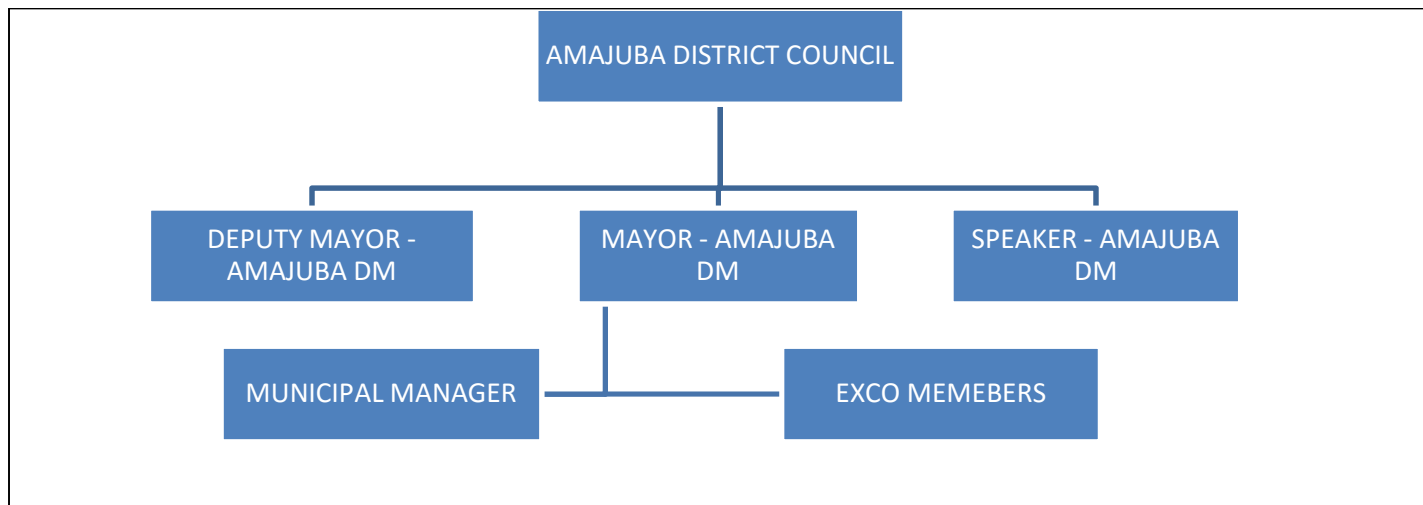 AMAJUBA DISTRICT COUNCIL
DEPUTY MAYOR -
AMAJUBA DM
MAYOR - AMAJUBA
DM
SPEAKER - AMAJUBA
DM
MUNICIPAL MANAGER
EXCO MEMEBERS